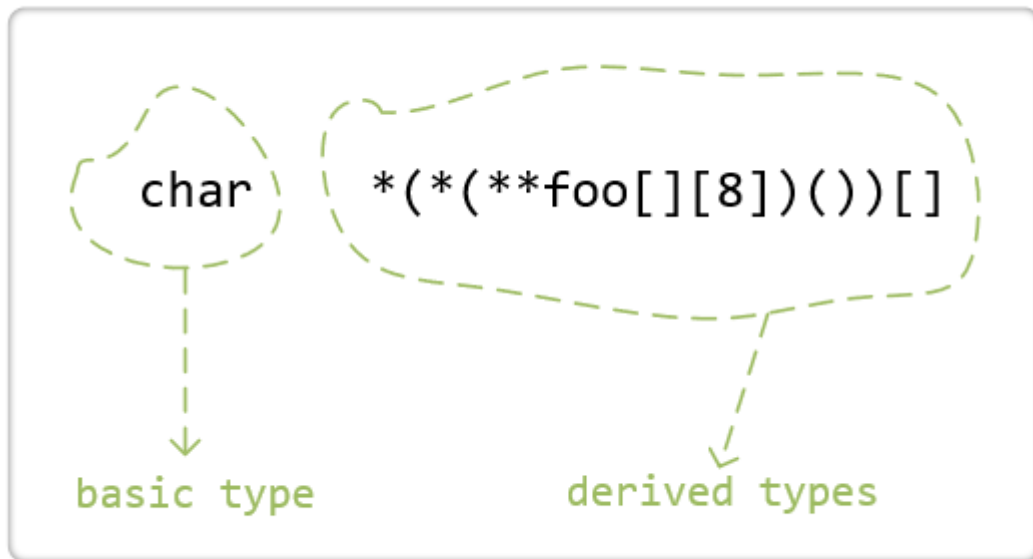 char *(*(**foo[][8])())[]
basic type
derived types